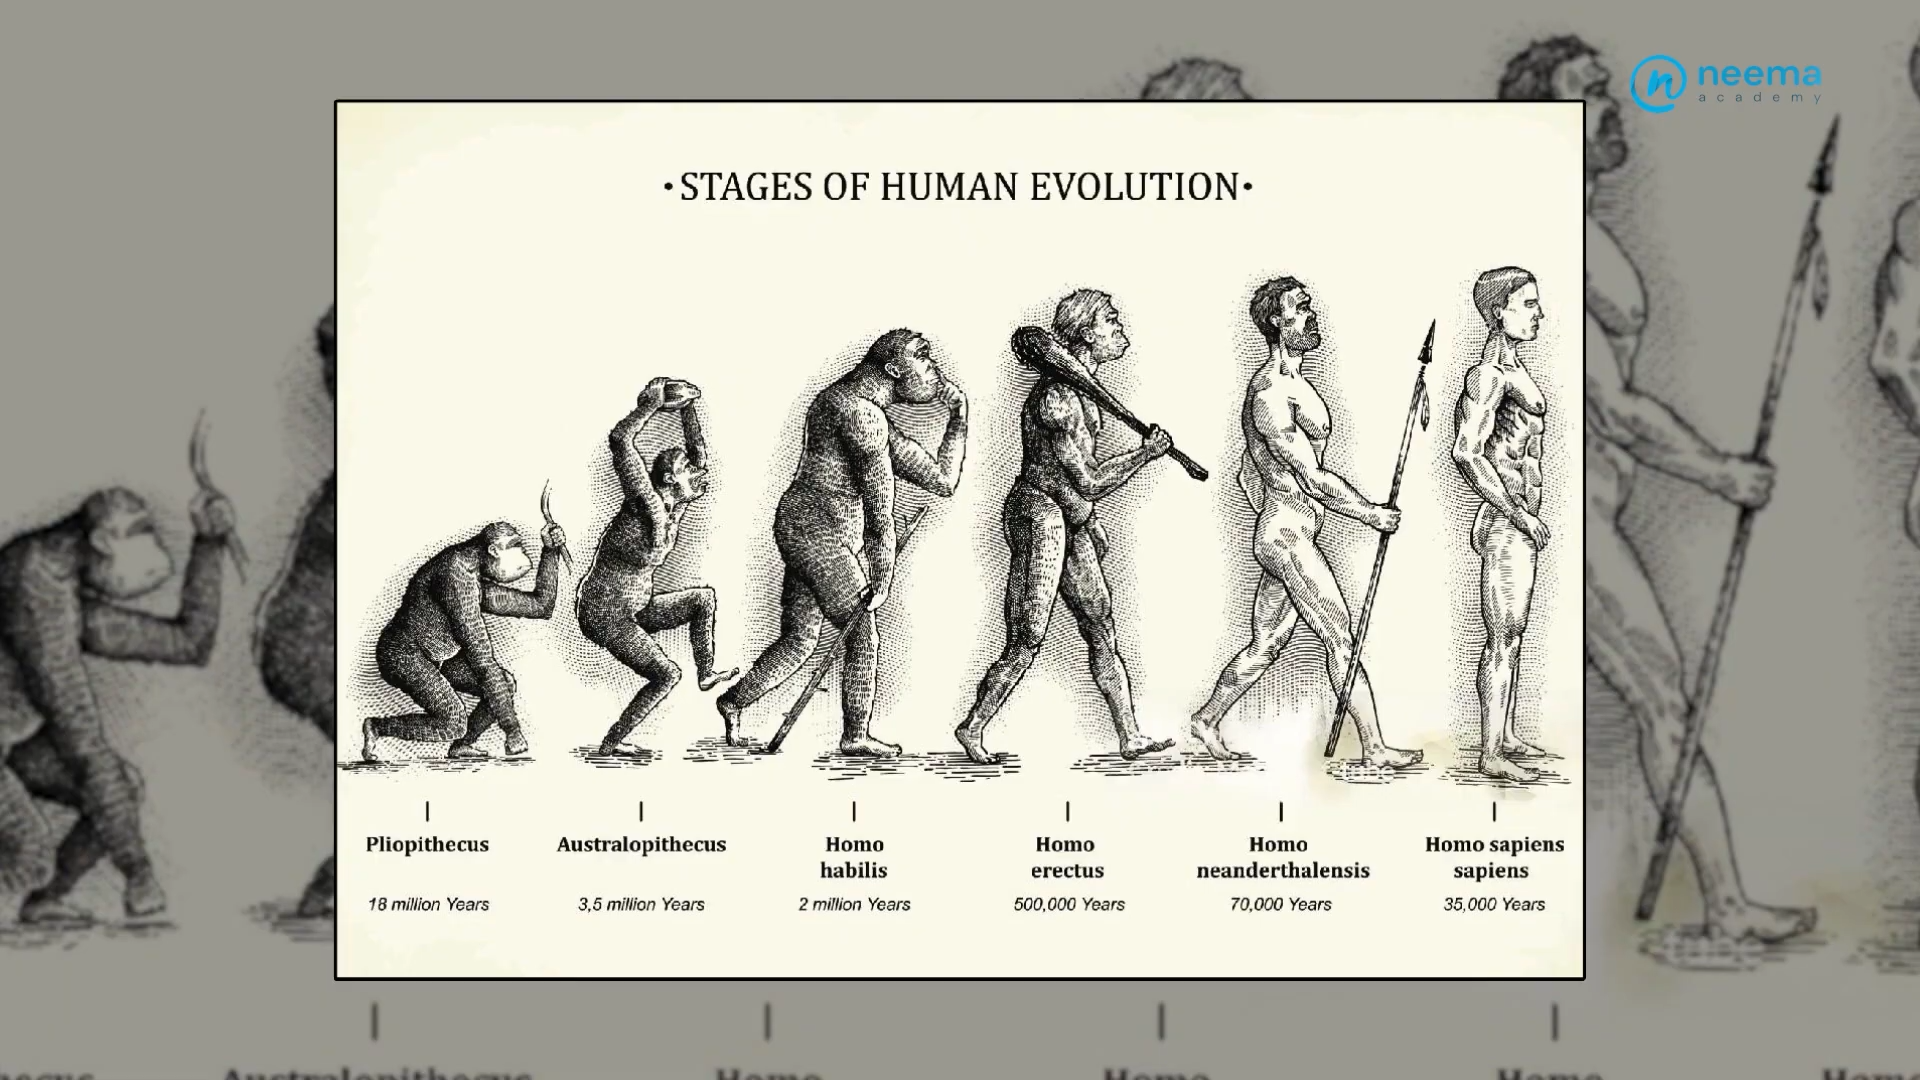 neema
academy
•STAGES OF HUMAN EVOLUTION•
Pliopithecus
18 million Years
Australopithecus
3,5 million Years
Homo
habilis
2 million Years
Homo
erectus
500,000 Years
Homo
neanderthalensis
70,000 Years
Homo sapiens
sapiens
35,000 Years